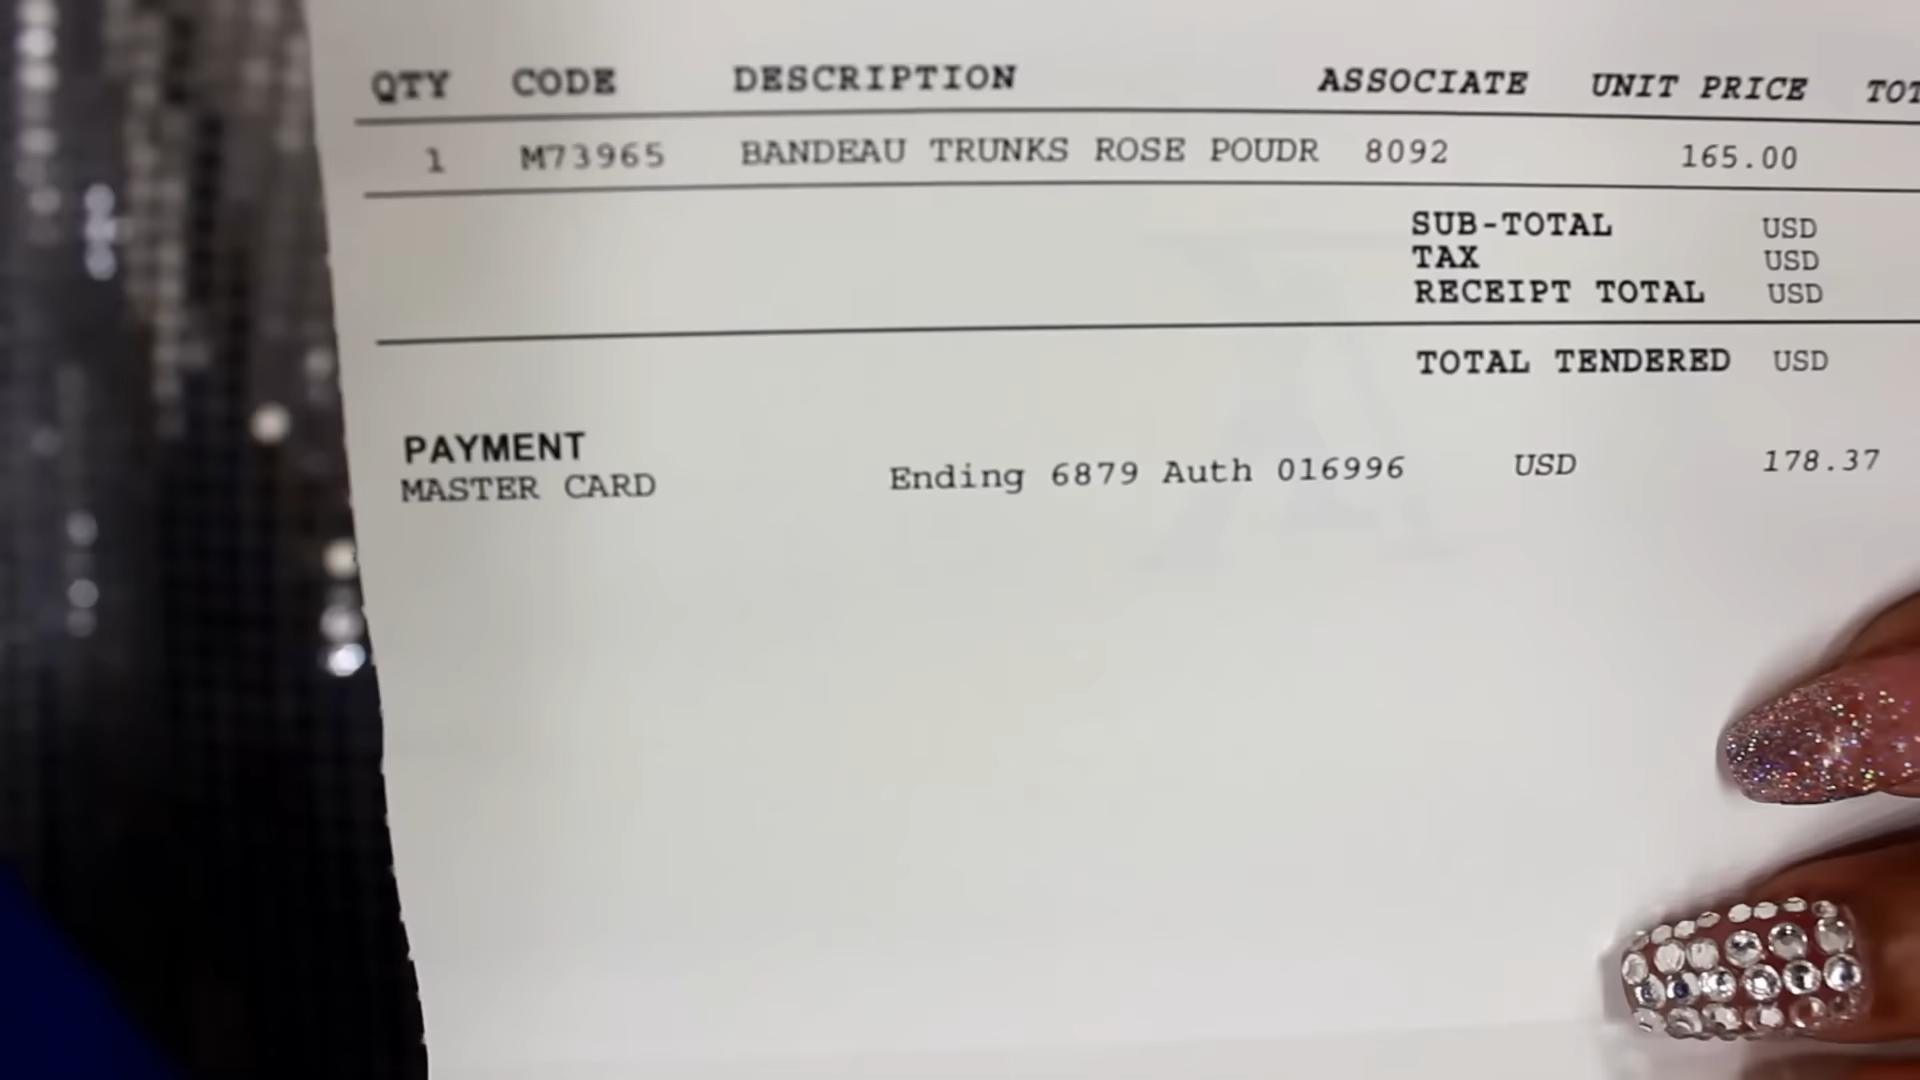 QTY CODE DESCRIPTION ASSOCIATE UNIT PRICE TOT
1 M73965 BANDEAU TRUNKS ROSE POUDR 8092 165.00
SUB-TOTAL USD
TAX USD
RECEIPT TOTAL USD
TOTAL TENDERED USD
PAYMENT
MASTER CARD Ending 6879 Auth 016996 USD 178.37